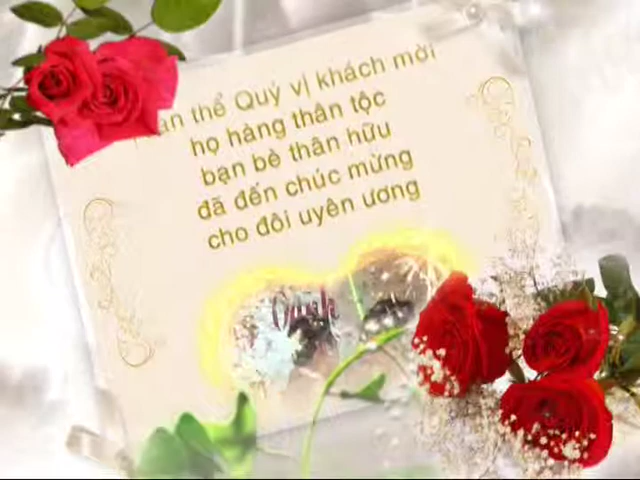 thể Quý vị khách mời
họ hàng thân tộc
bạn bè thân hữu
đã đến chúc mừng
cho đôi uyên ương